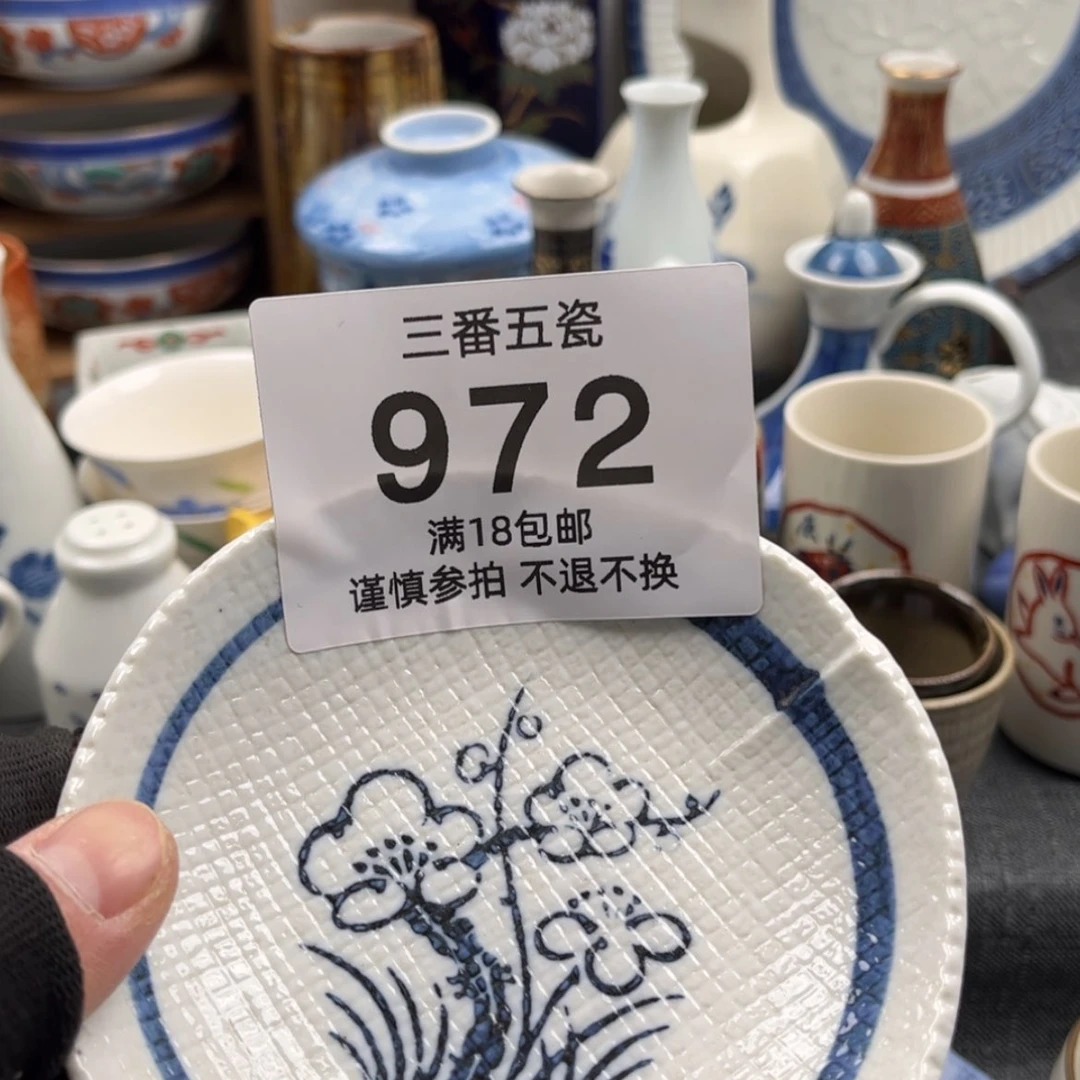 三番五瓷
972
满18包邮
谨慎参拍 不退不换